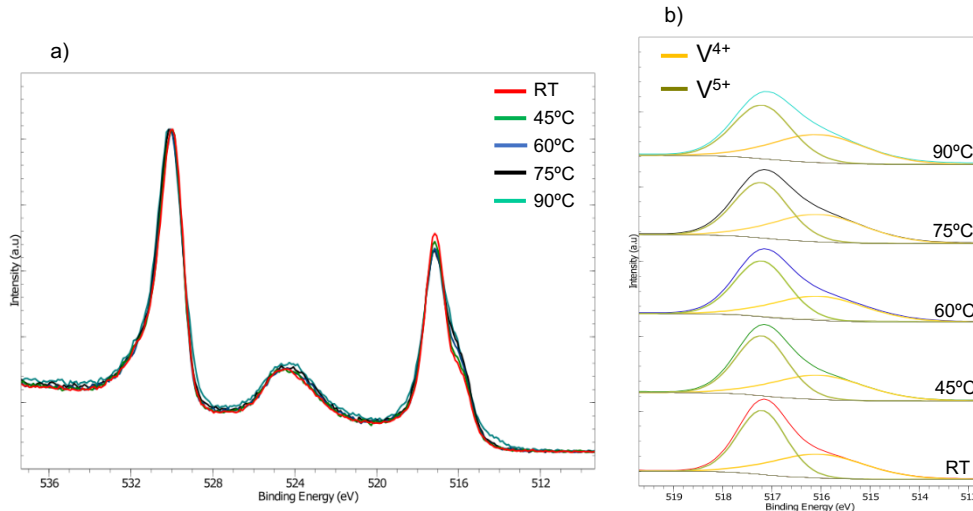 a)
RT
45ºC
60ºC
75ºC
90ºC
Intensity (a.u)
536
532
528
524
520
516
512
Binding Energy (eV)
b)
V4+
V5+
90ºC
75ºC
60ºC
45ºC
RT
Intensity (a.u)
519
518
517
516
515
514
513
Binding Energy (eV)